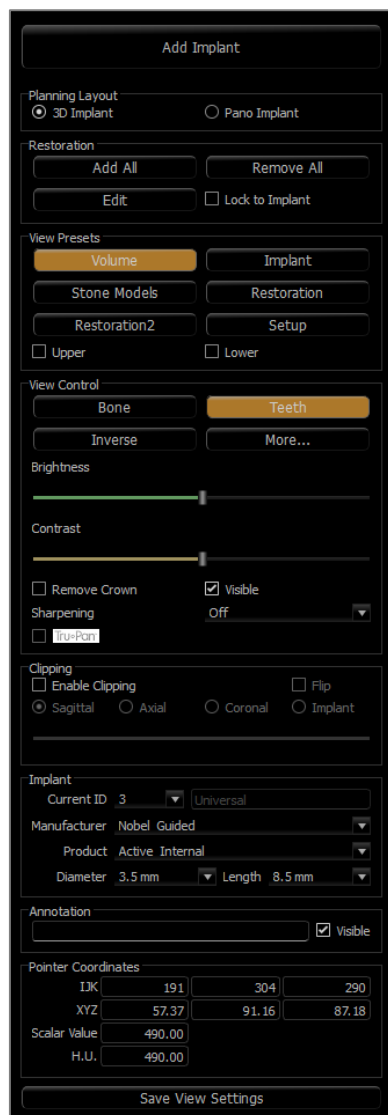 Add Implant
Planning Layout
3D Implant Pano Implant
Restoration
Add All Remove All
Edit Lock to Implant
View Presets
Volume Implant
Stone Models Restoration
Restoration2 Setup
Upper Lower
View Control
Bone Teeth
Inverse More...
Brightness
Contrast
Remove Crown Visible
Sharpening Off
Tru-Pan
Clipping
Enable Clipping Flip
Sagittal Axial Coronal Implant
Implant
Current ID 3 Universal
Manufacturer Nobel Guided
Product Active Internal
Diameter 3.5 mm Length 8.5 mm
Annotation
Visible
Pointer Coordinates
IJK 191 304 290
XYZ 57.37 91.16 87.18
Scalar Value 490.00
H.U. 490.00
Save View Settings